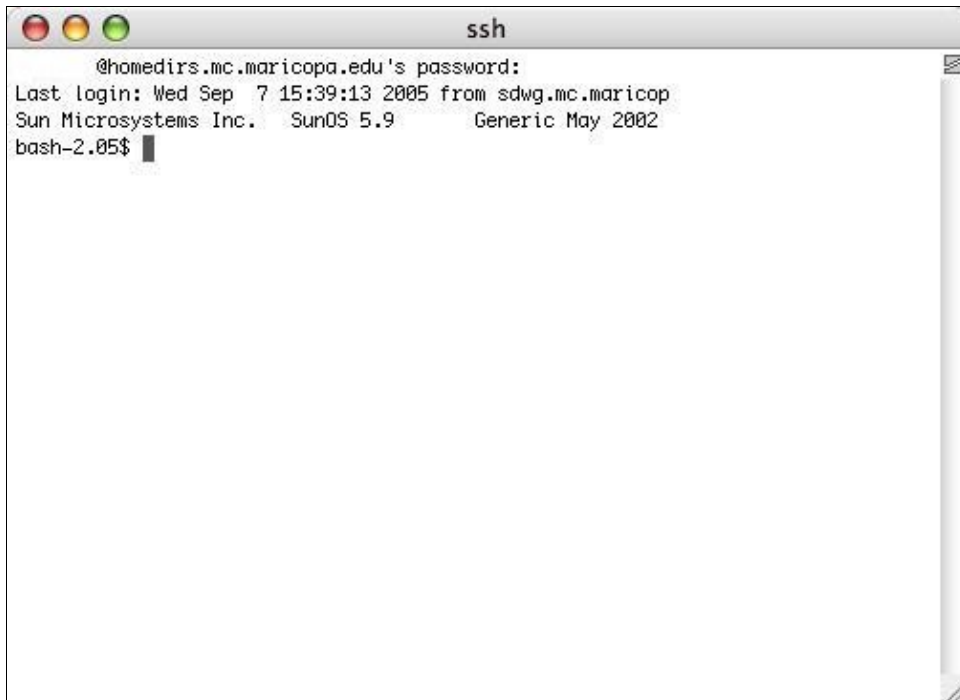 ssh
@homedirs.mc.maricopa.edu's password:
Last login: Wed Sep  7 15:39:13 2005 from sdwg.mc.maricop
Sun Microsystems Inc.   SunOS 5.9       Generic May 2002
bash-2.05$